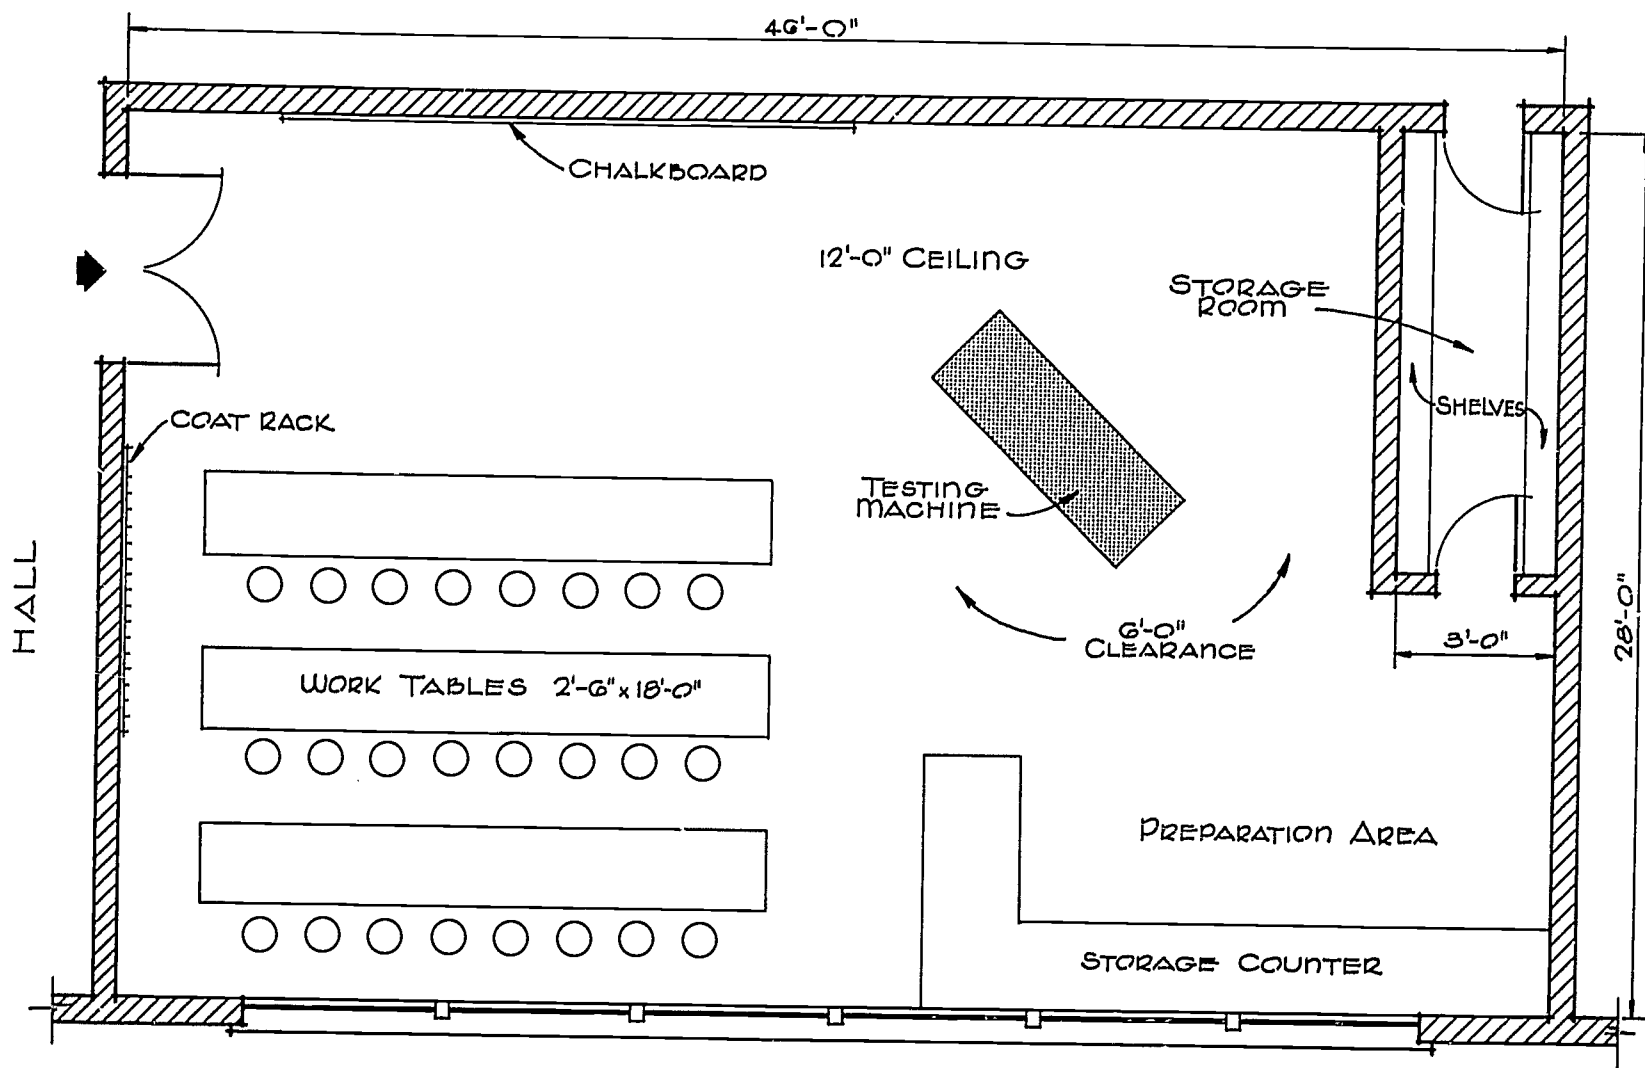 46'-0"
CHALKBOARD
12'-0" CEILING
STORAGE
ROOM
SHELVES
COAT RACK
TESTING
MACHINE
HALL
6'-0"
CLEARANCE
3'-0"
28'-0"
WORK TABLES 2'-6" x 18'-0"
PREPARATION AREA
STORAGE COUNTER